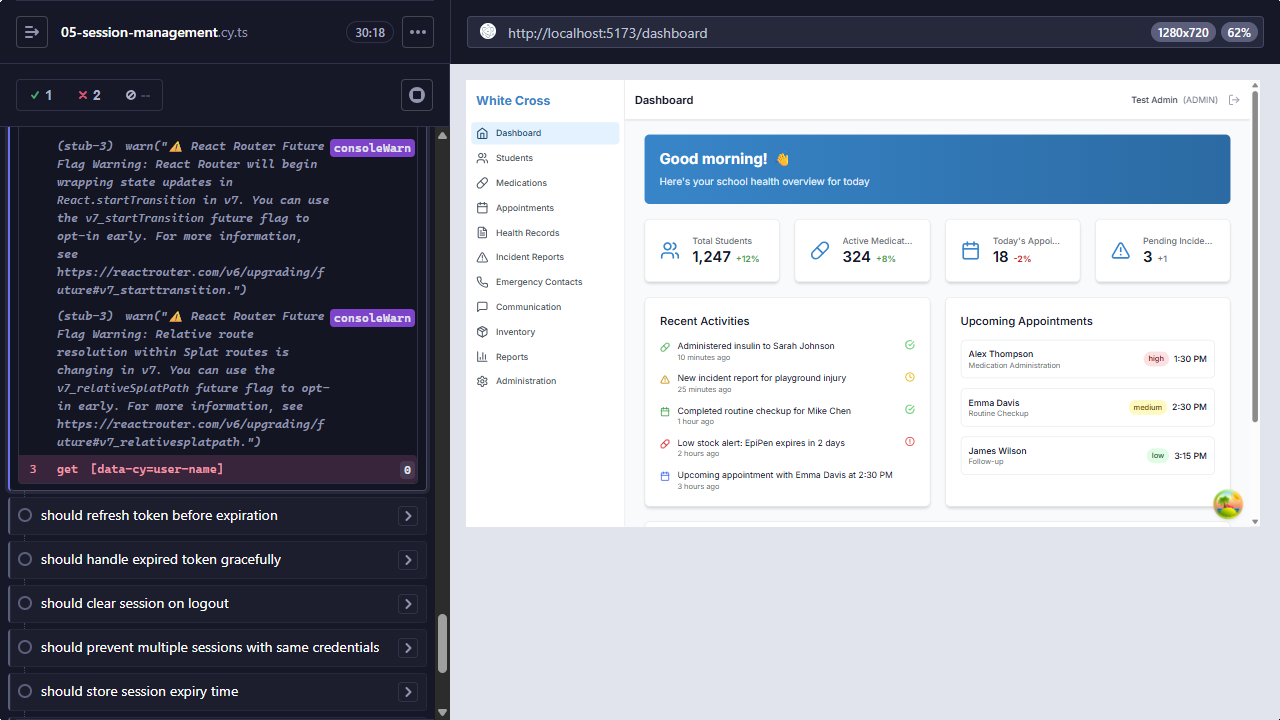 05-session-management.cy.ts
30:18
1
2
--
(stub-3) warn("⚠️ React Router Future
Flag Warning: React Router will begin
wrapping state updates in
React.startTransition in v7. You can use
the v7_startTransition future flag to
opt-in early. For more information,
see
https://reactrouter.com/v6/upgrading/f
uture#v7_starttransition.")
consoleWarn
(stub-3) warn("⚠️ React Router Future
Flag Warning: Relative route
resolution within Splat routes is
changing in v7. You can use the
v7_relativeSplatPath future flag to opt-
in early. For more information, see
https://reactrouter.com/v6/upgrading/f
uture#v7_relativesplatpath.")
consoleWarn
3 get [data-cy=user-name] 0
should refresh token before expiration
should handle expired token gracefully
should clear session on logout
should prevent multiple sessions with same credentials
should store session expiry time
http://localhost:5173/dashboard
1280x720
62%
White Cross
Dashboard
Students
Medications
Appointments
Health Records
Incident Reports
Emergency Contacts
Communication
Inventory
Reports
Administration
Dashboard
Test Admin (ADMIN)
Good morning! 👋
Here's your school health overview for today
Total Students
1,247 +12%
Active Medicat...
324 +8%
Today's Appoi...
18 -2%
Pending Incide...
3 +1
Recent Activities
Administered insulin to Sarah Johnson
10 minutes ago
New incident report for playground injury
25 minutes ago
Completed routine checkup for Mike Chen
1 hour ago
Low stock alert: EpiPen expires in 2 days
2 hours ago
Upcoming appointment with Emma Davis at 2:30 PM
3 hours ago
Upcoming Appointments
Alex Thompson
Medication Administration
high 1:30 PM
Emma Davis
Routine Checkup
medium 2:30 PM
James Wilson
Follow-up
low 3:15 PM